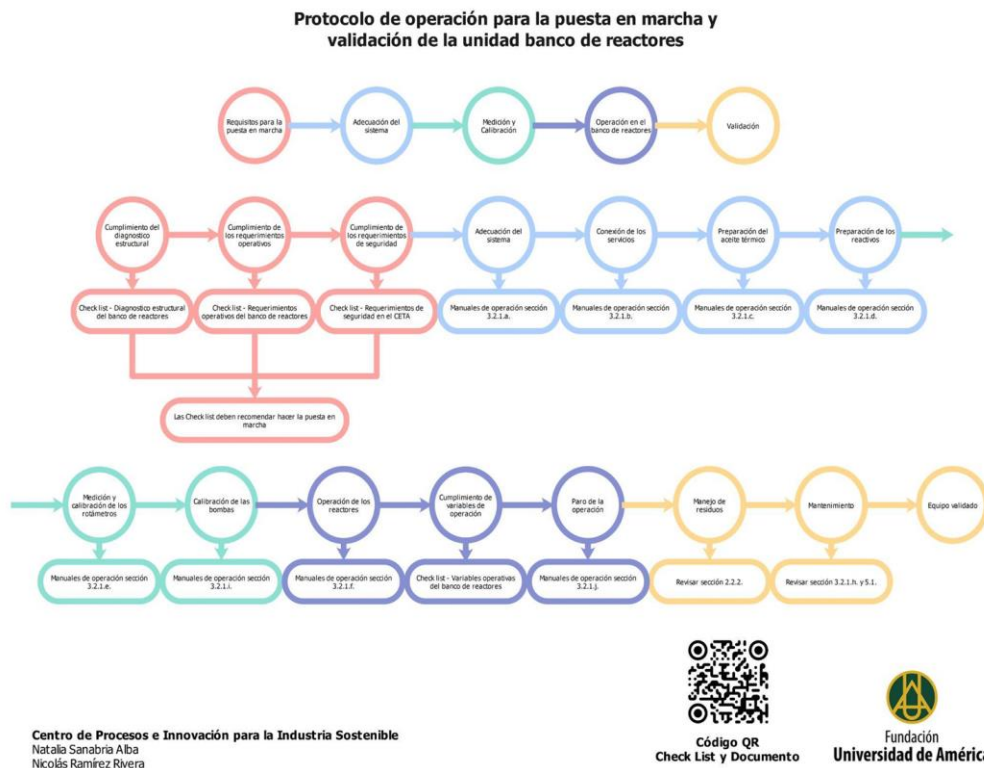 Protocolo de operación para la puesta en marcha y
validación de la unidad banco de reactores
Requisitos para la
puesta en marcha
Adecuación del
sistema
Medición y
Calibración
Operación en el
banco de reactores
Validación
Cumplimiento del
diagnostico
estructural
Cumplimiento de
los requerimientos
operativos
Cumplimiento de
los requerimientos
de seguridad
Adecuación del
sistema
Conexión de los
servicios
Preparación del
aceite térmico
Preparación de los
reactivos
Check list - Diagnostico estructural
del banco de reactores
Check list - Requerimientos
operativos del banco de reactores
Check list - Requerimientos de
seguridad en el CETA
Manuales de operación sección
3.2.1.a.
Manuales de operación sección
3.2.1.b.
Manuales de operación sección
3.2.1.c.
Manuales de operación sección
3.2.1.d.
Las Check list deben recomendar hacer la puesta en
marcha
Medición y
calibración de los
rotámetros
Calibración de las
bombas
Operación de los
reactores
Cumplimiento de
variables de
operación
Paro de la
operación
Manejo de
residuos
Mantenimiento
Equipo validado
Manuales de operación sección
3.2.1.e.
Manuales de operación sección
3.2.1.i.
Manuales de operación sección
3.2.1.f.
Check list - Variables operativas
del banco de reactores
Manuales de operación sección
3.2.1.j.
Revisar sección 2.2.2.
Revisar sección 3.2.1.h. y 5.1.
Centro de Procesos e Innovación para la Industria Sostenible
Natalia Sanabria Alba
Nicolás Ramírez Rivera
Código QR
Check List y Documento
Fundación
Universidad de América